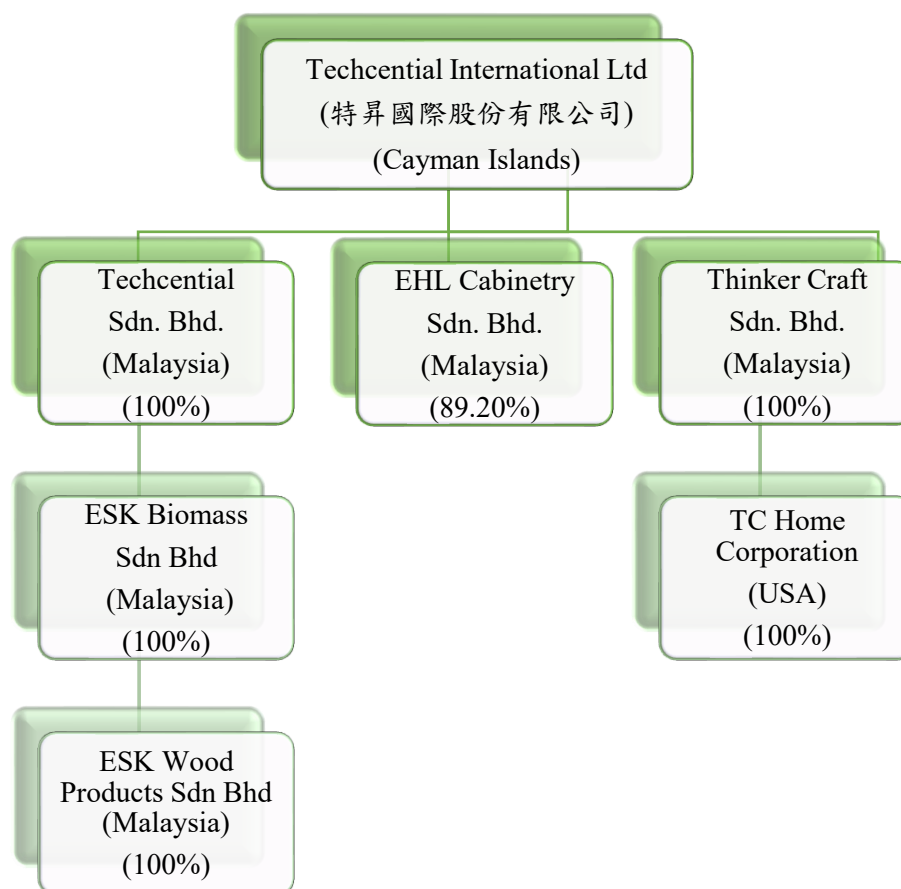 Techcential International Ltd
(特昇國際股份有限公司)
(Cayman Islands)
Techcential
Sdn. Bhd.
(Malaysia)
(100%)
EHL Cabinetry
Sdn. Bhd.
(Malaysia)
(89.20%)
Thinker Craft
Sdn. Bhd.
(Malaysia)
(100%)
ESK Biomass
Sdn Bhd
(Malaysia)
(100%)
TC Home
Corporation
(USA)
(100%)
ESK Wood
Products Sdn Bhd
(Malaysia)
(100%)